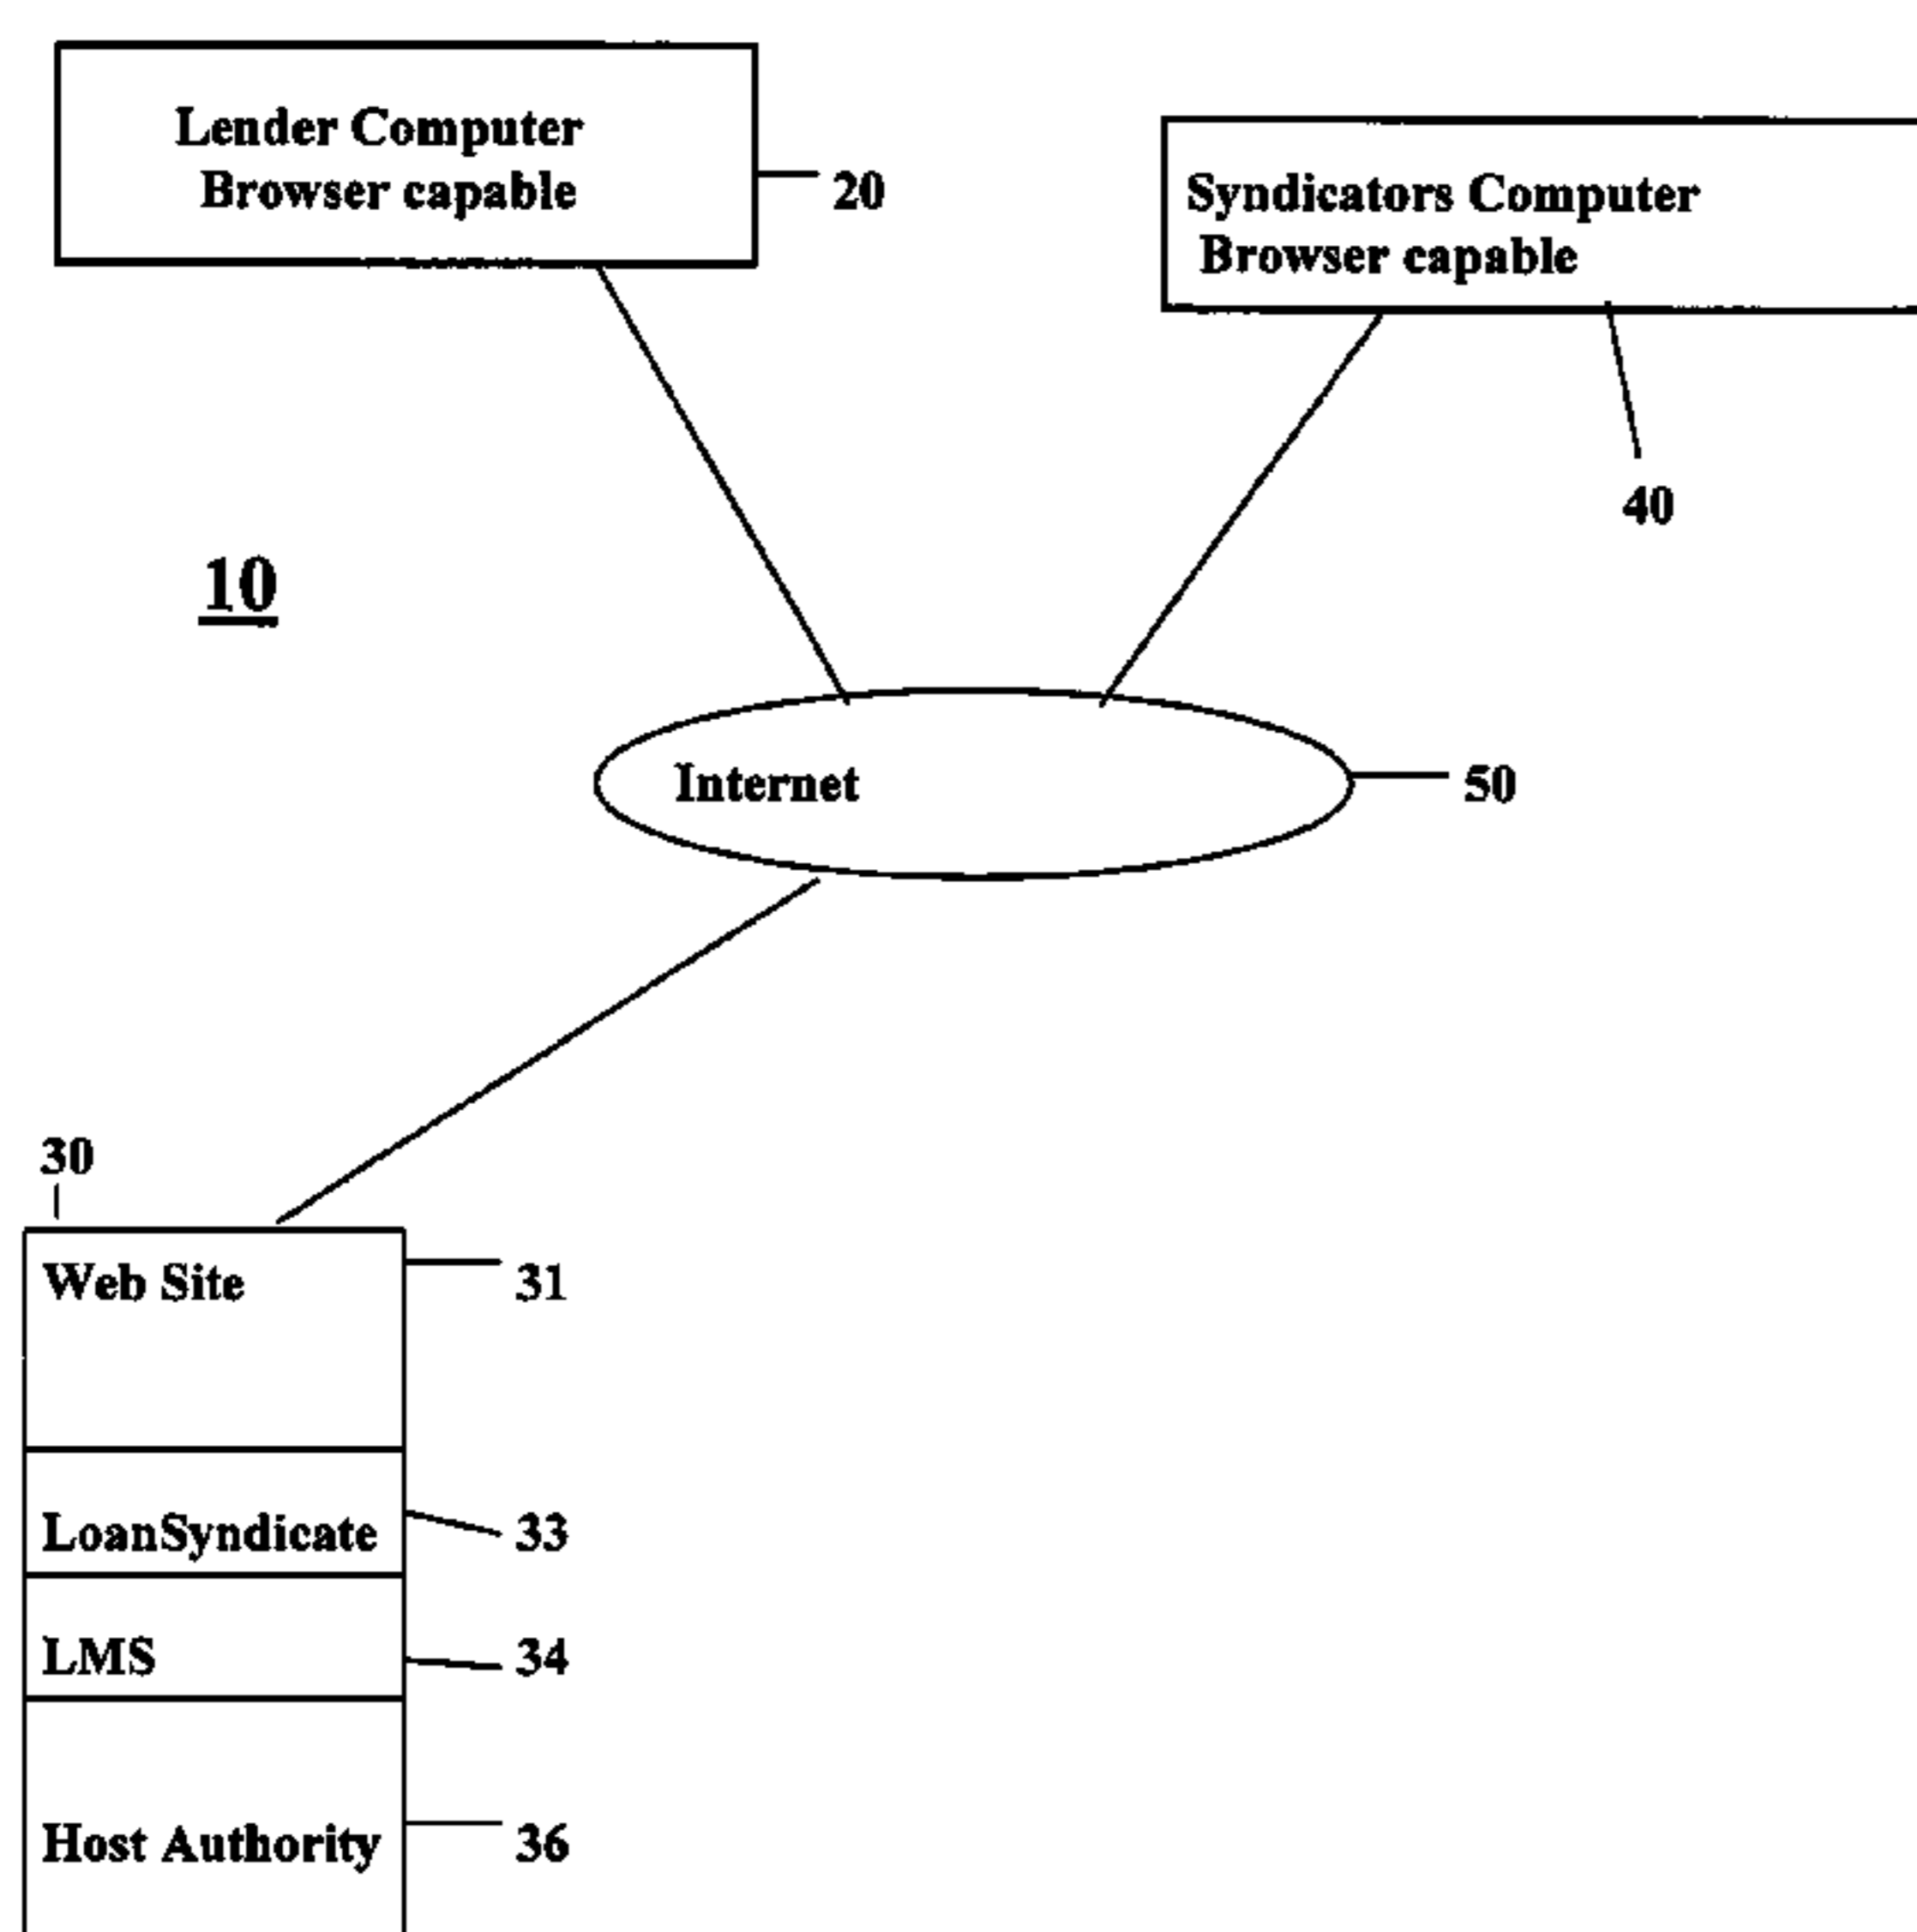 Lender Computer
Browser capable
20
Syndicators Computer
Browser capable
40
10
Internet
50
30
Web Site
31
LoanSyndicate
33
LMS
34
Host Authority
36